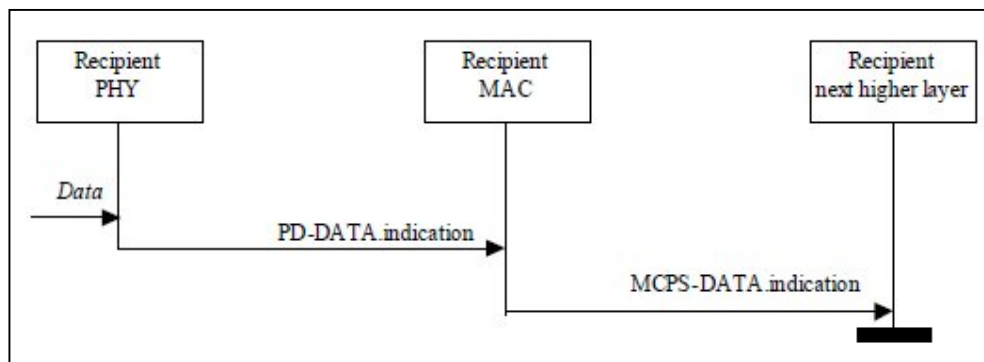 Recipient
PHY
Recipient
MAC
Recipient
next higher layer
Data
PD-DATA.indication
MCPS-DATA.indication